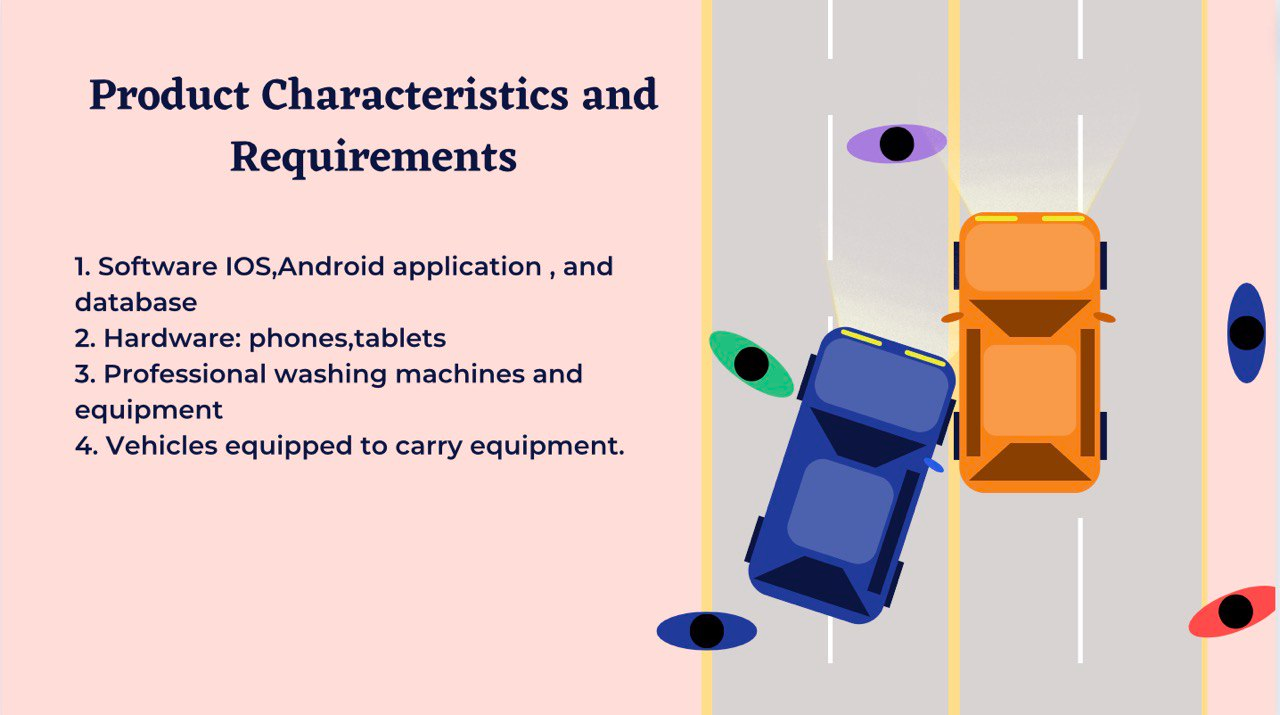 Product Characteristics and
Requirements
1. Software IOS,Android application , and
database
2. Hardware: phones,tablets
3. Professional washing machines and
equipment
4. Vehicles equipped to carry equipment.